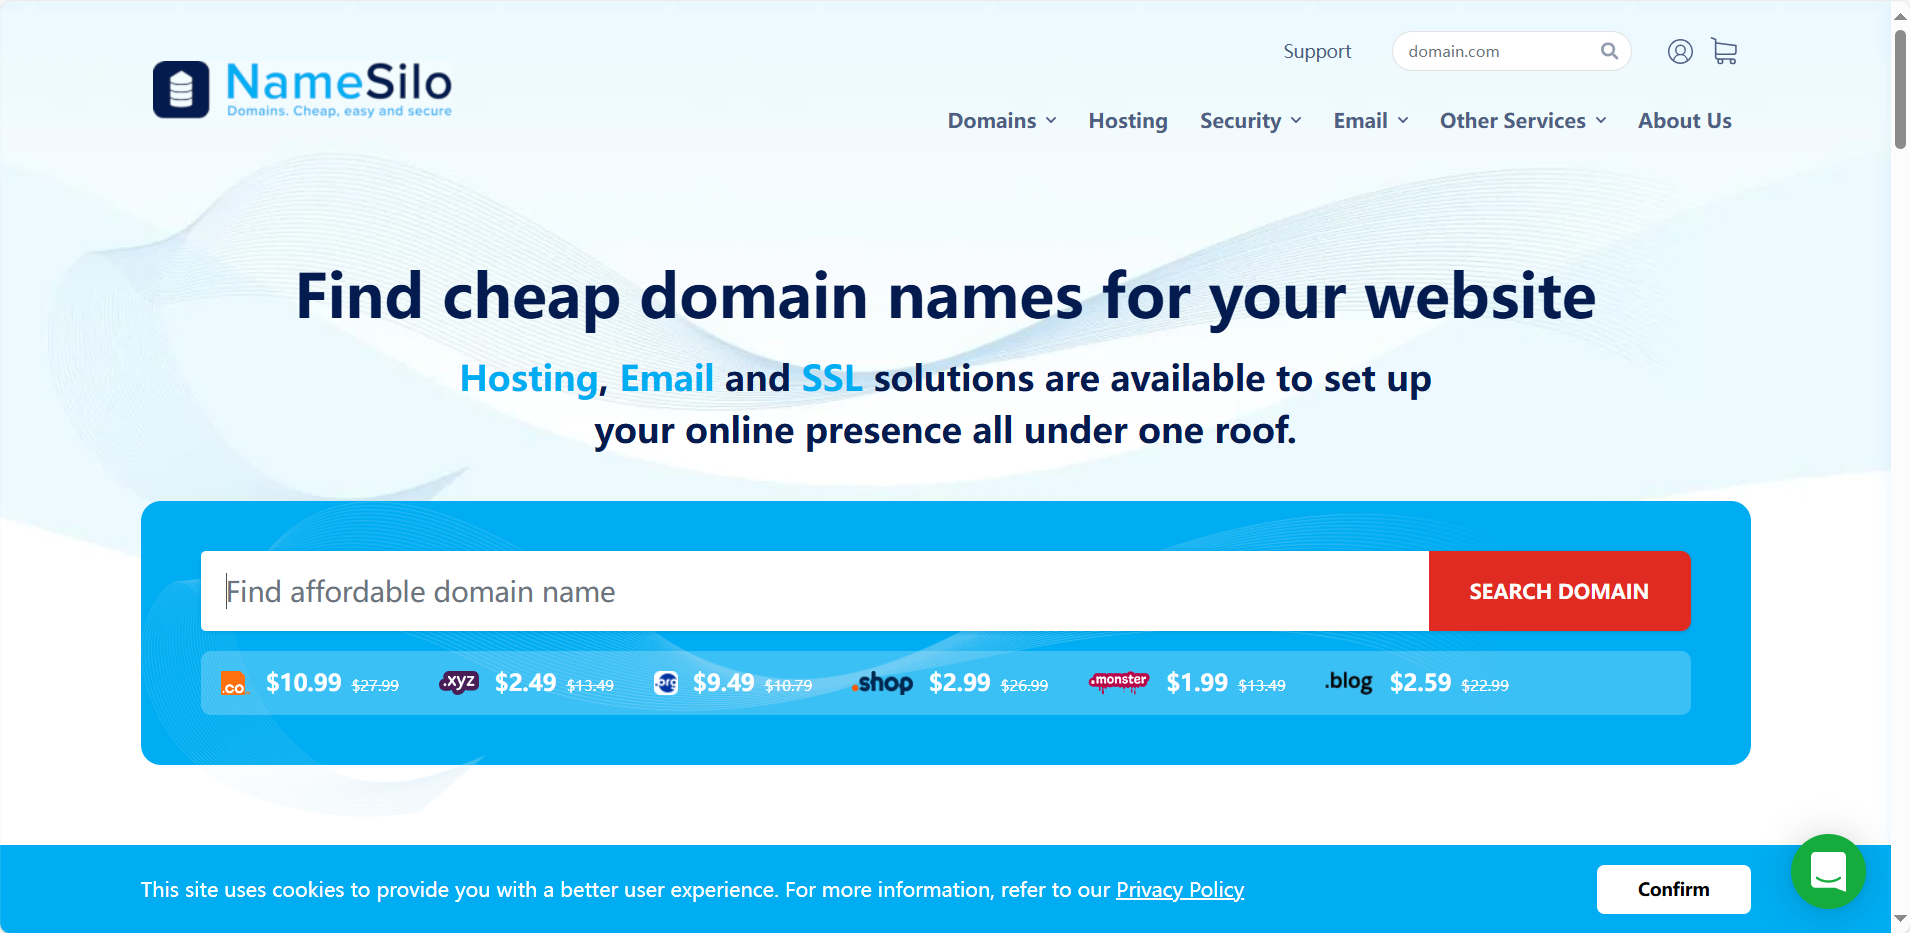 Support
domain.com
NameSilo
Domains. Cheap, easy and secure
Domains Hosting Security Email Other Services About Us
Find cheap domain names for your website
Hosting, Email and SSL solutions are available to set up
your online presence all under one roof.
Find affordable domain name
SEARCH DOMAIN
.co $10.99 $27.99 .xyz $2.49 $13.49 .org $9.49 $10.79 .shop $2.99 $26.99 .monster $1.99 $13.49 .blog $2.59 $22.99
This site uses cookies to provide you with a better user experience. For more information, refer to our Privacy Policy
Confirm